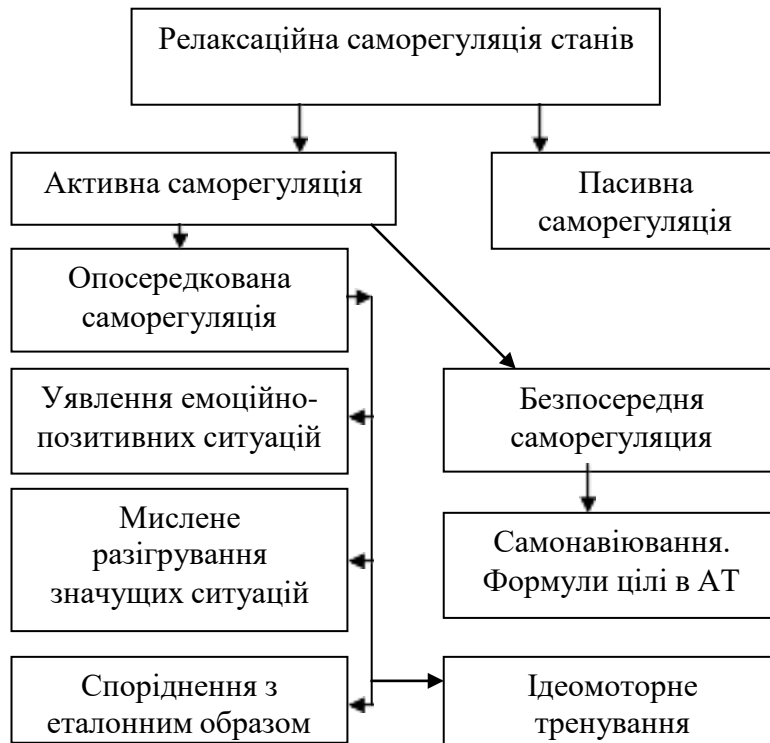 Релаксаційна саморегуляція станів
Активна саморегуляція
Пасивна
саморегуляція
Опосередкована
саморегуляція
Уявлення емоційно-
позитивних ситуацій
Безпосередня
саморегуляция
Мислене
разігрування
значущих ситуацій
Самонавіювання.
Формули цілі в АТ
Споріднення з
еталонним образом
Ідеомоторне
тренування